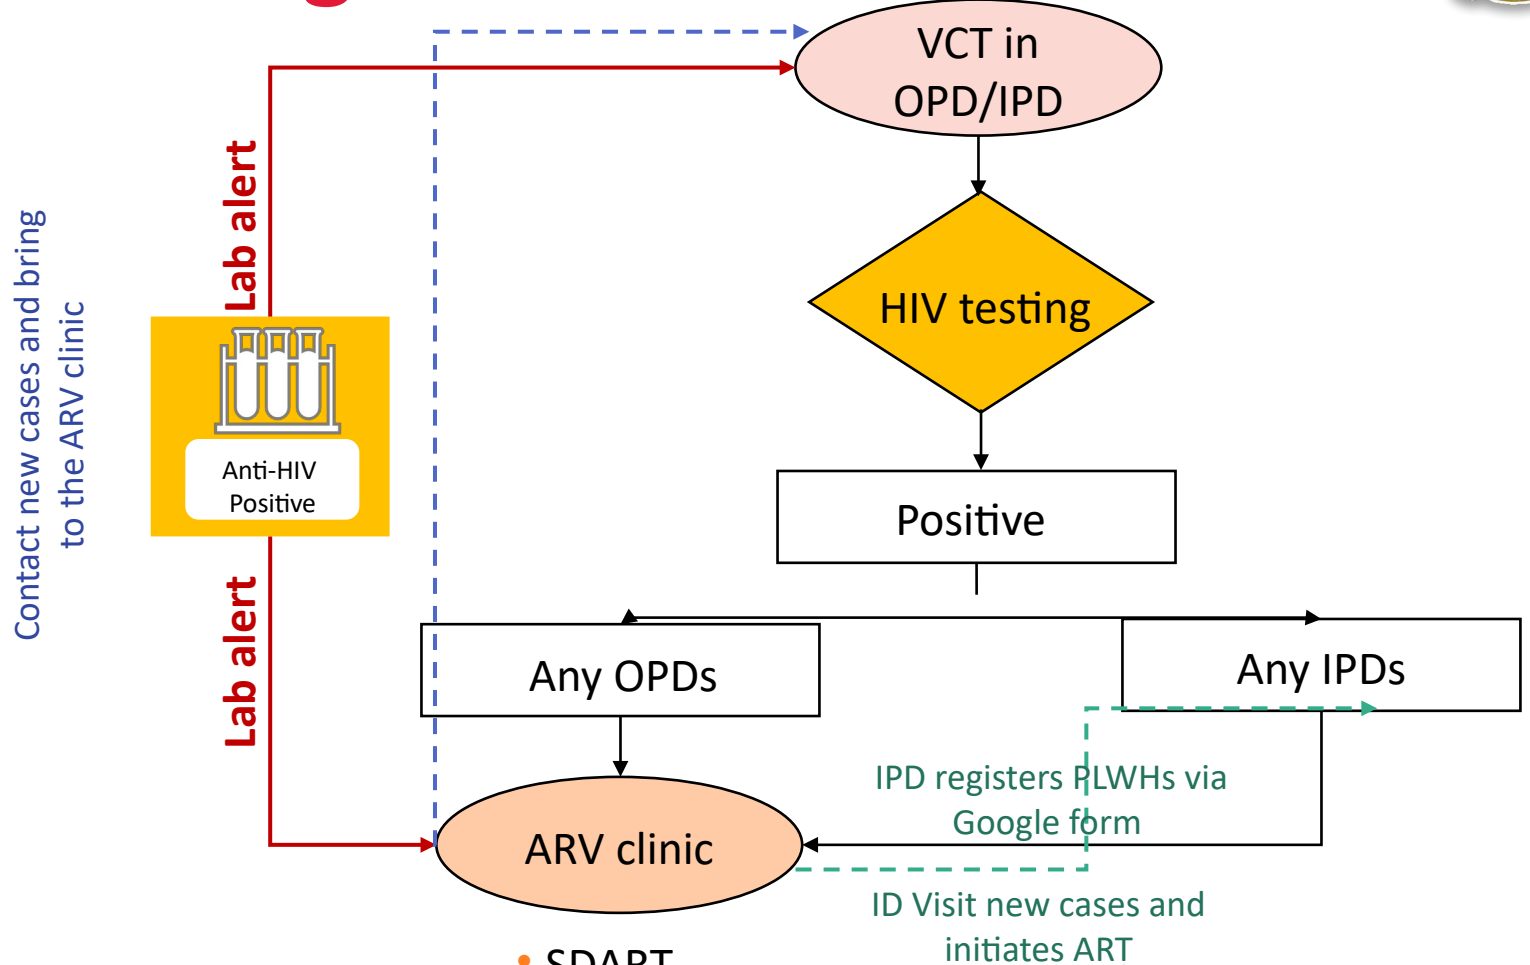 VCT in
OPD/IPD
Lab alert
Contact new cases and bring
to the ARV clinic
HIV testing
Anti-HIV
Positive
Positive
Lab alert
Any OPDs
Any IPDs
IPD registers PLWHs via
Google form
ARV clinic
ID Visit new cases and
initiates ART
• SDART